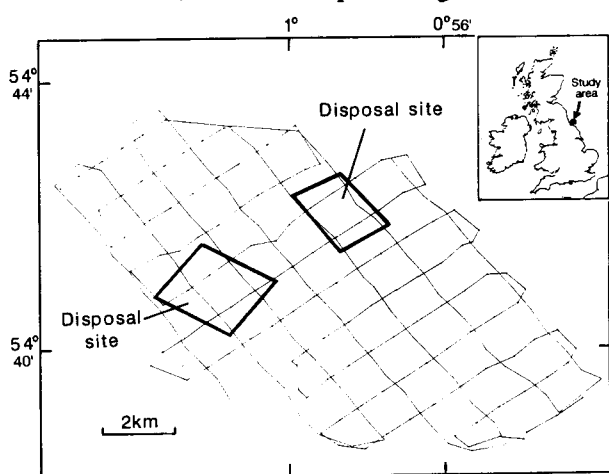 1° 0°56'
54°
44'
Study
area
Disposal site
Disposal
site
54°
40'
2km